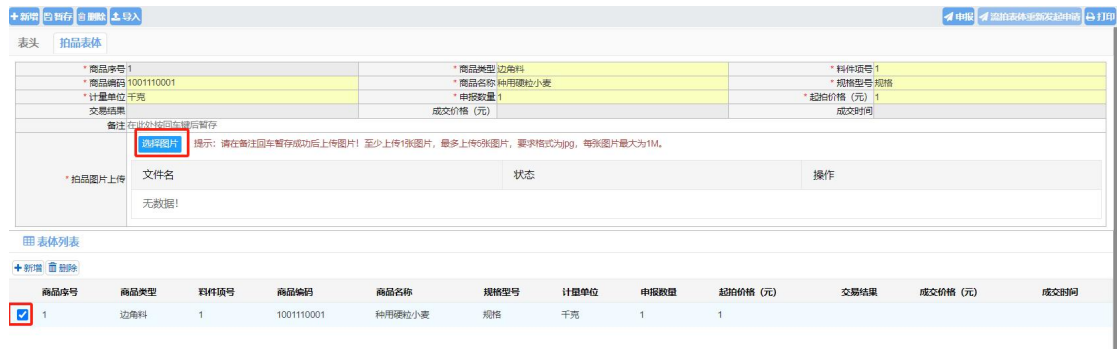 新增 暂存 删除 导入 申报 流拍表体重新发起申请 打印
表头 拍品表体
* 商品序号 1 * 商品类型 边角料 * 料件项号 1
* 商品编码 1001110001 * 商品名称 种用硬粒小麦 * 规格型号 规格
* 计量单位 千克 * 申报数量 1 * 起拍价格（元） 1
交易结果 成交价格（元） 成交时间
备注 在此处按回车键后暂存
选择图片 提示：请在备注回车暂存成功后上传图片！至少上传1张图片，最多上传5张图片，要求格式为jpg，每张图片最大为1M。
* 拍品图片上传 文件名 状态 操作
无数据！
表体列表
新增 删除
商品序号 商品类型 料件项号 商品编码 商品名称 规格型号 计量单位 申报数量 起拍价格（元） 交易结果 成交价格（元） 成交时间
1 边角料 1 1001110001 种用硬粒小麦 规格 千克 1 1